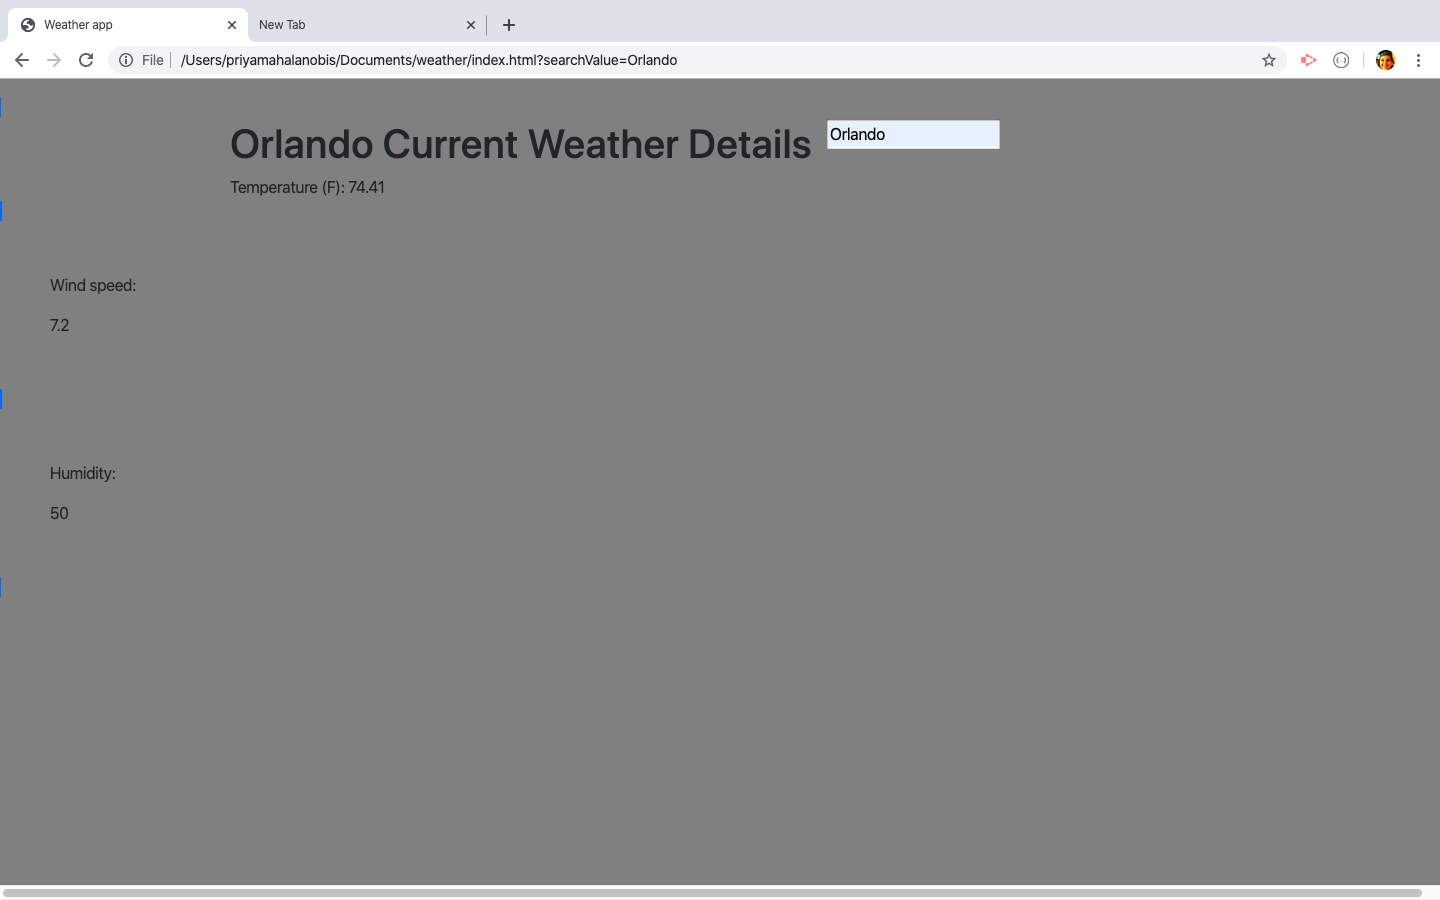 Weather app
New Tab
File
/Users/priyamahalanobis/Documents/weather/index.html?searchValue=Orlando
Orlando Current Weather Details
Orlando
Temperature (F): 74.41
Wind speed:
7.2
Humidity:
50